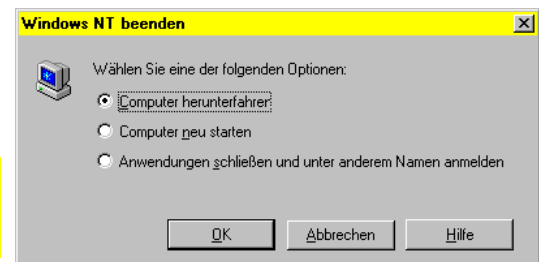 Windows NT beenden
Wählen Sie eine der folgenden Optionen:
Computer herunterfahren
Computer neu starten
Anwendungen schließen und unter anderem Namen anmelden
OK Abbrechen Hilfe